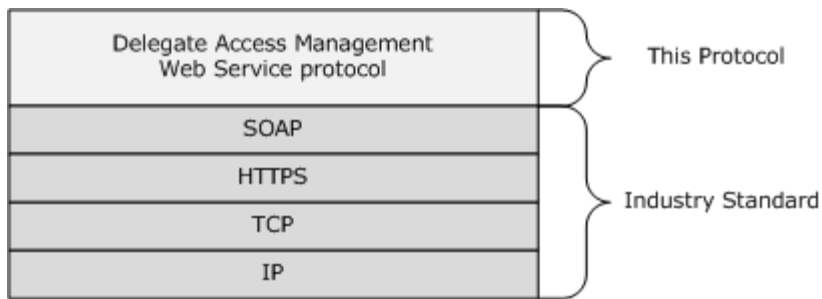 Delegate Access Management
Web Service protocol
This Protocol
SOAP
HTTPS
TCP
IP
Industry Standard